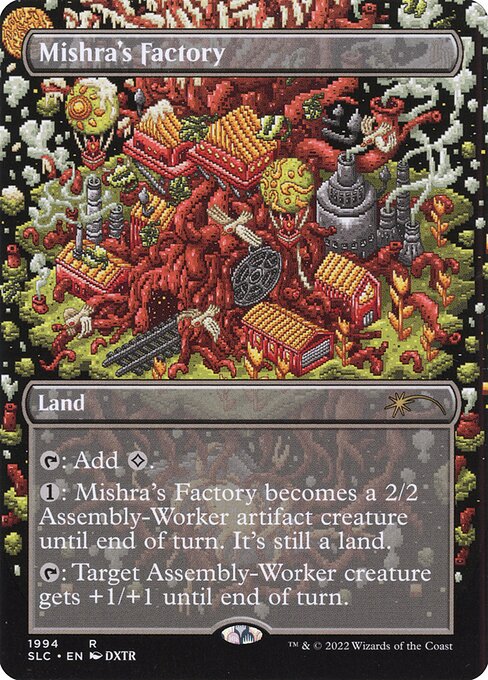 Mishra's Factory
Land
: Add .
1: Mishra's Factory becomes a 2/2
Assembly-Worker artifact creature
until end of turn. It's still a land.
: Target Assembly-Worker creature
gets +1/+1 until end of turn.
1994 R
SLC • EN DXTR
™ & © 2022 Wizards of the Coast